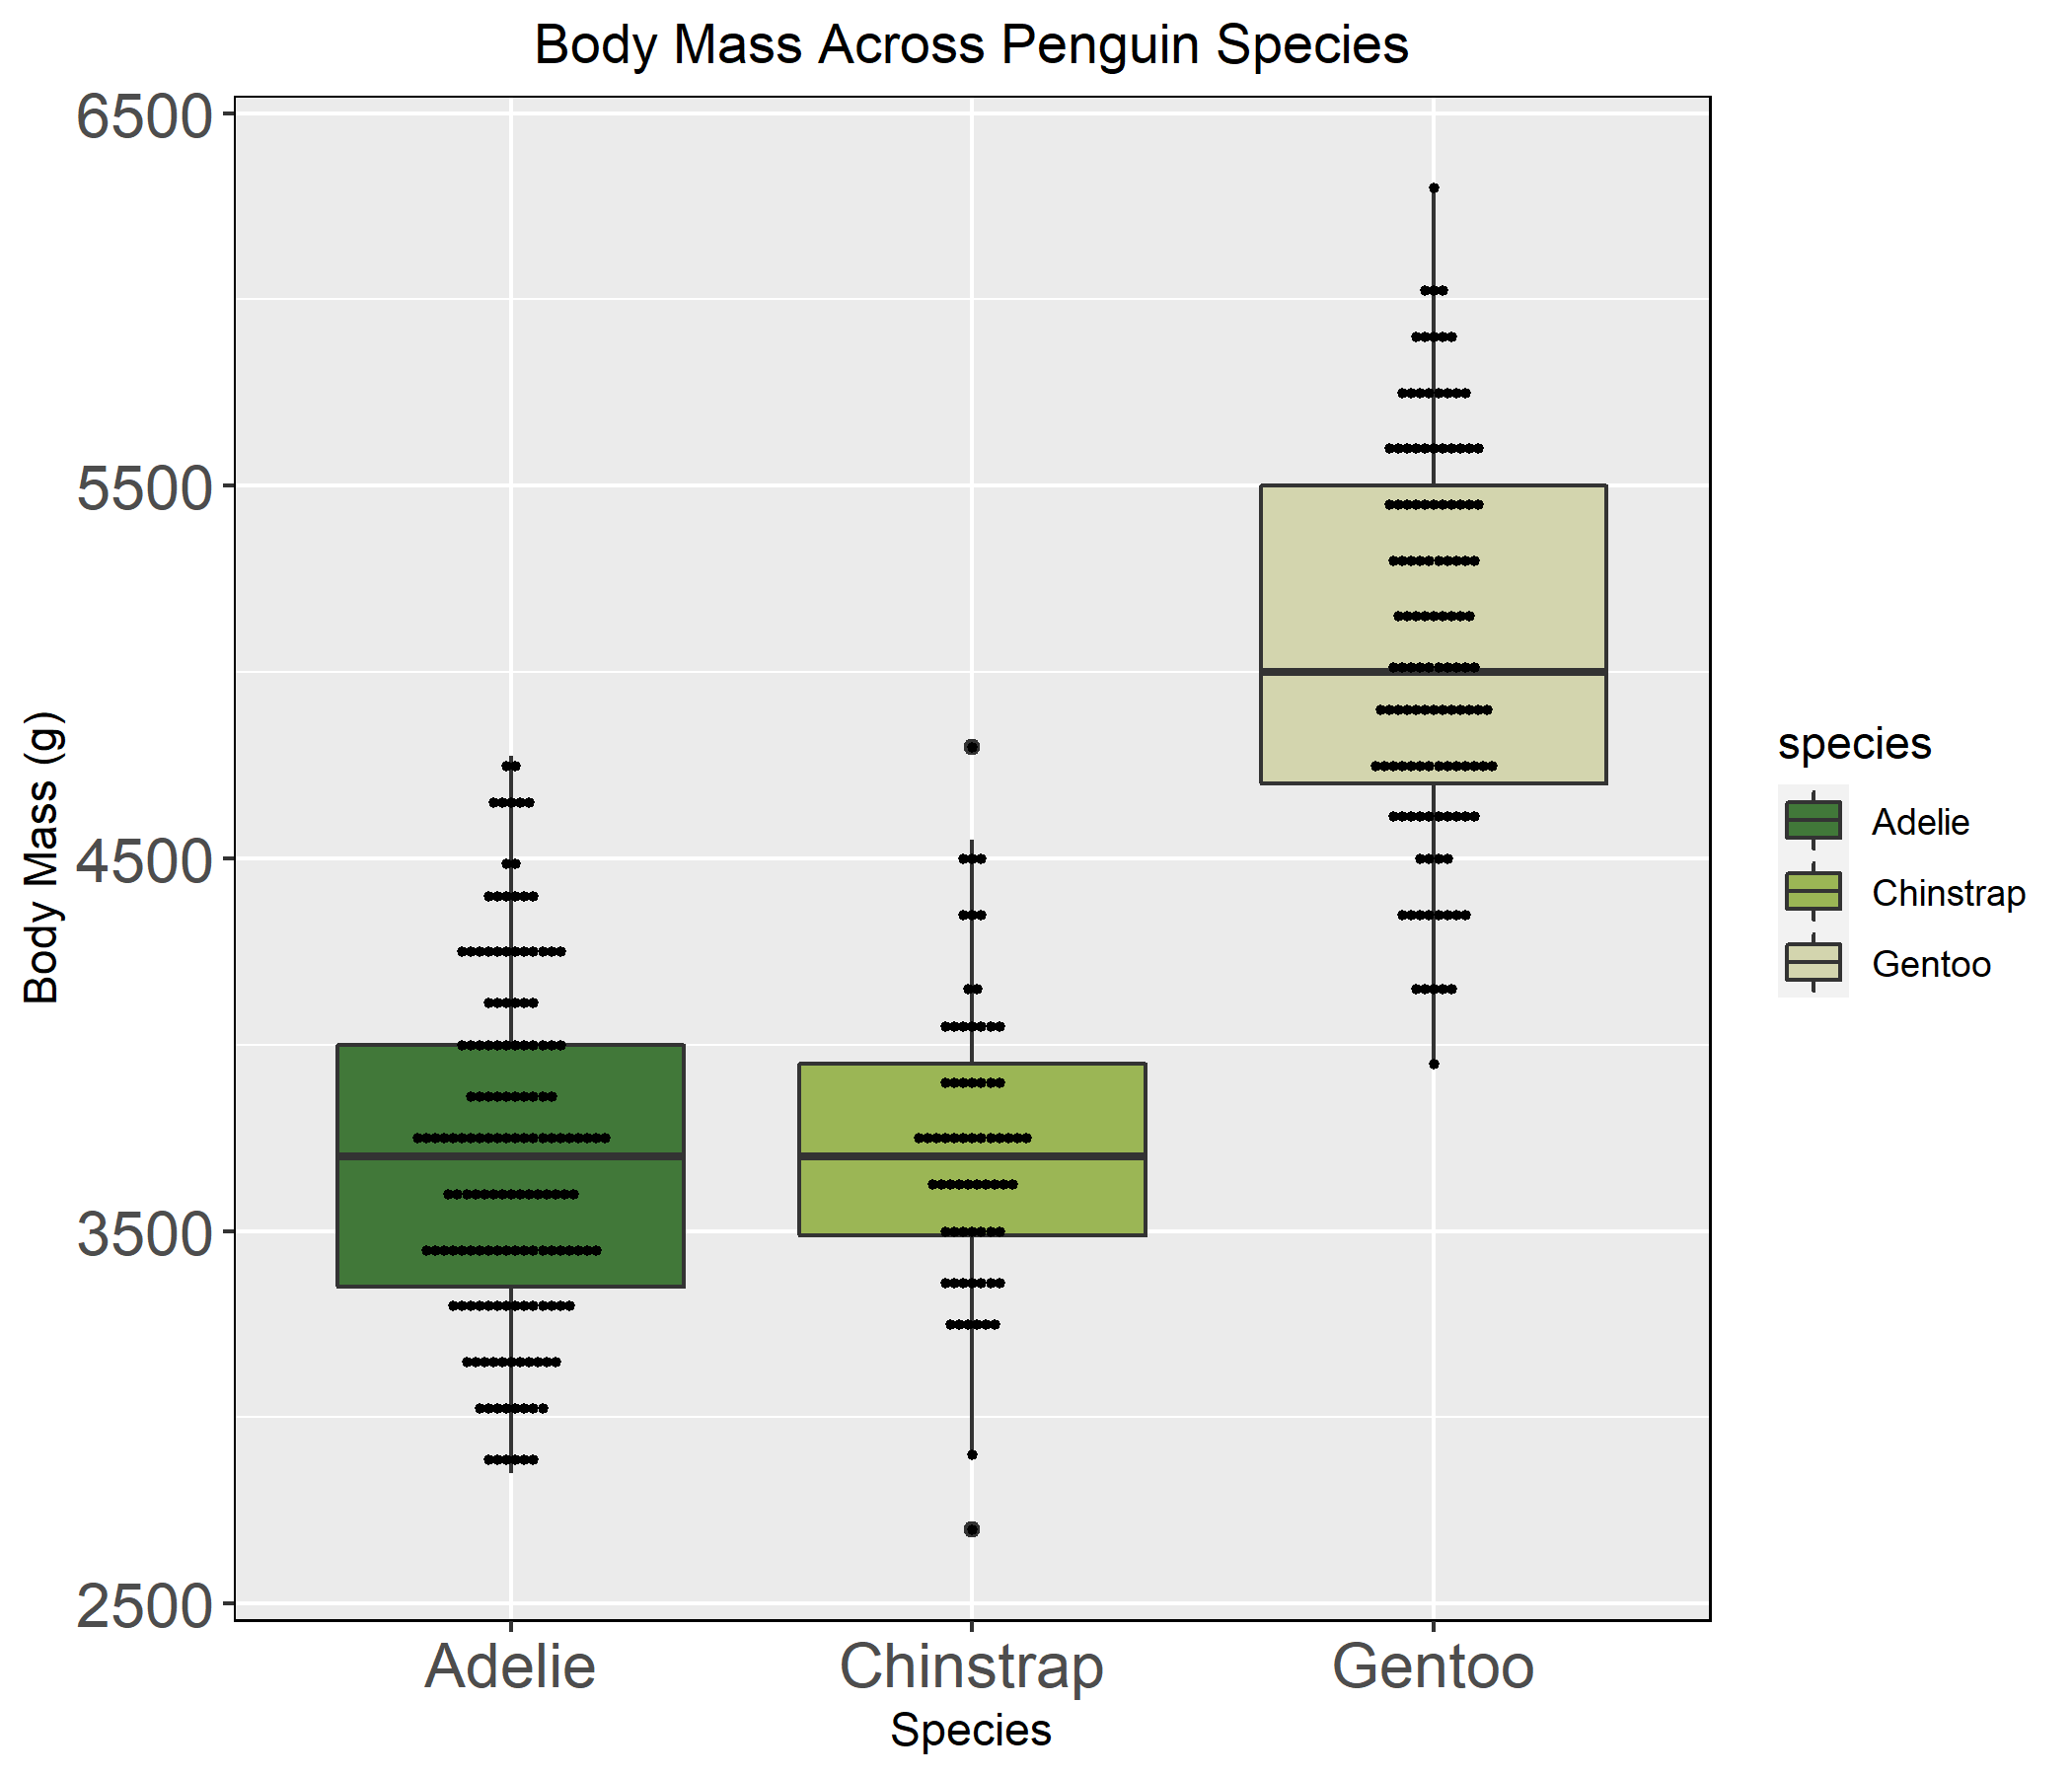 Body Mass Across Penguin Species
6500
5500
4500
3500
2500
Body Mass (g)
Adelie
Chinstrap
Gentoo
Species
species
Adelie
Chinstrap
Gentoo